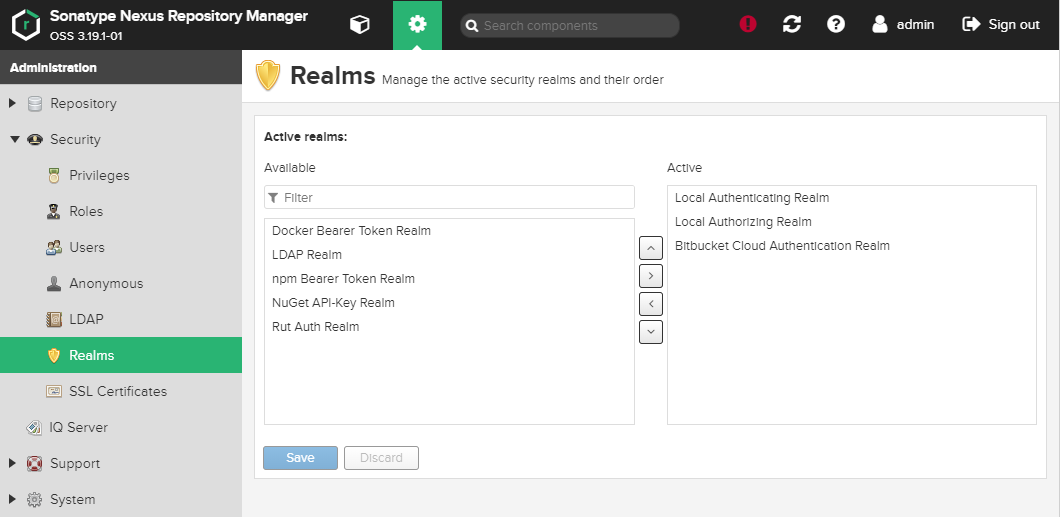 Sonatype Nexus Repository Manager
OSS 3.19.1-01
Search components
admin
Sign out
Administration
Repository
Security
Privileges
Roles
Users
Anonymous
LDAP
Realms
SSL Certificates
IQ Server
Support
System
Realms Manage the active security realms and their order
Active realms:
Available
Filter
Docker Bearer Token Realm
LDAP Realm
npm Bearer Token Realm
NuGet API-Key Realm
Rut Auth Realm
Active
Local Authenticating Realm
Local Authorizing Realm
Bitbucket Cloud Authentication Realm
Save
Discard